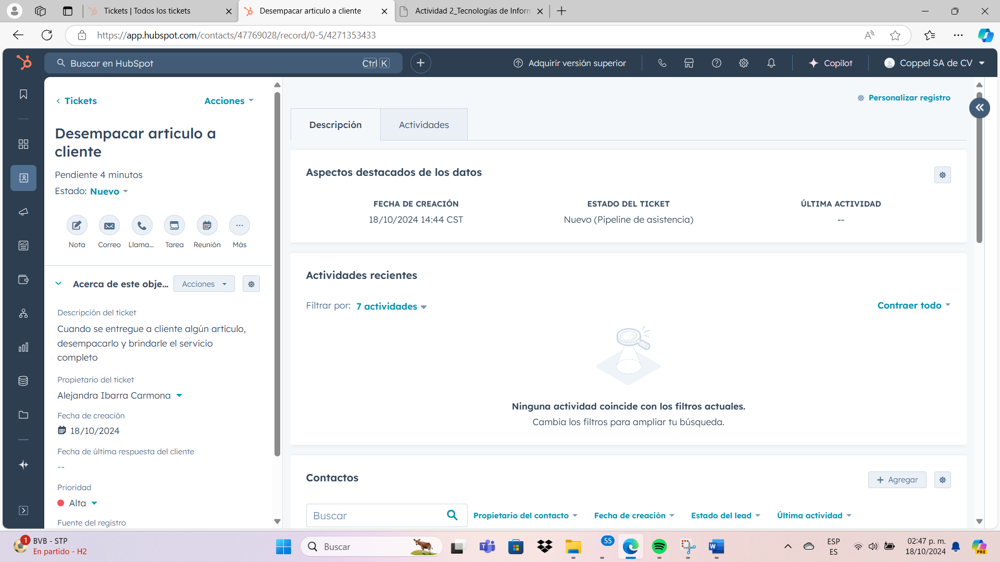 Tickets | Todos los tickets
Desempacar articulo a cliente
Actividad 2_Tecnologías de Inforn
https://app.hubspot.com/contacts/47769028/record/0-5/4271353433
Buscar en HubSpot
Ctrl K
Adquirir versión superior
Copilot
Coppel SA de CV
Tickets
Acciones
Desempacar articulo a
cliente
Pendiente 4 minutos
Estado: Nuevo
Nota
Correo
Llama...
Tarea
Reunión
Más
Acerca de este obje...
Acciones
Descripción del ticket
Cuando se entregue a cliente algún artículo,
desempacarlo y brindarle el servicio
completo
Propietario del ticket
Alejandra Ibarra Carmona
Fecha de creación
18/10/2024
Fecha de última respuesta del cliente
--
Prioridad
Alta
Fuente del registro
Personalizar registro
Descripción
Actividades
Aspectos destacados de los datos
FECHA DE CREACIÓN
18/10/2024 14:44 CST
ESTADO DEL TICKET
Nuevo (Pipeline de asistencia)
ÚLTIMA ACTIVIDAD
--
Actividades recientes
Filtrar por: 7 actividades
Contraer todo
Ninguna actividad coincide con los filtros actuales.
Cambia los filtros para ampliar tu búsqueda.
Contactos
+ Agregar
Buscar
Propietario del contacto
Fecha de creación
Estado del lead
Última actividad
1
BVB - STP
En partido - H2
Buscar
55
ESP
ES
02:47 p. m.
18/10/2024
PRE